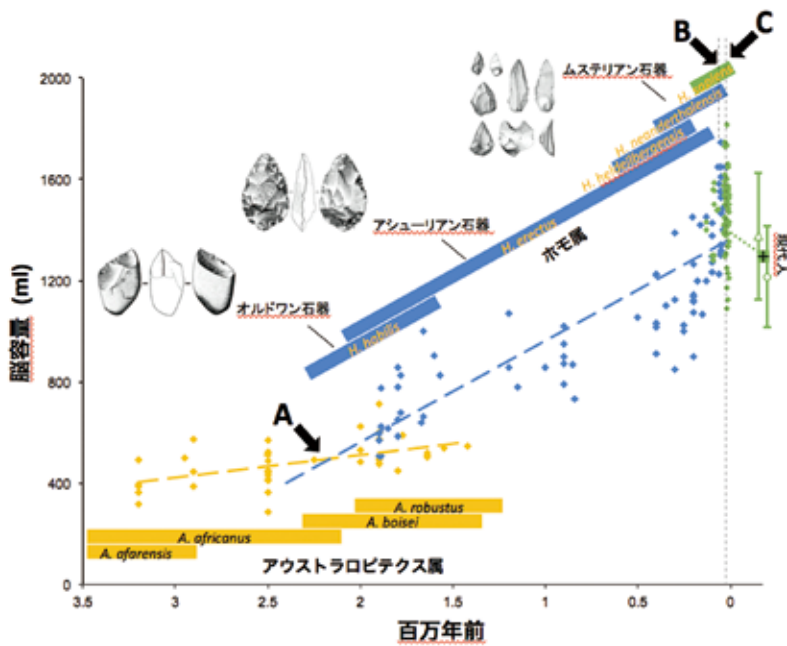 B
C
2000
ムステリアン石器
H. sapiens
H. neanderthalensis
H. heidelbergensis
1600
アシューリアン石器
H. erectus
ホモ属
現代人
1200
オルドワン石器
H. habilis
脳容量 (ml)
800
A
400
A. robustus
A. boisei
A. africanus
A. afarensis
アウストラロピテクス属
0
3.5
3
2.5
2
1.5
1
0.5
0
百万年前